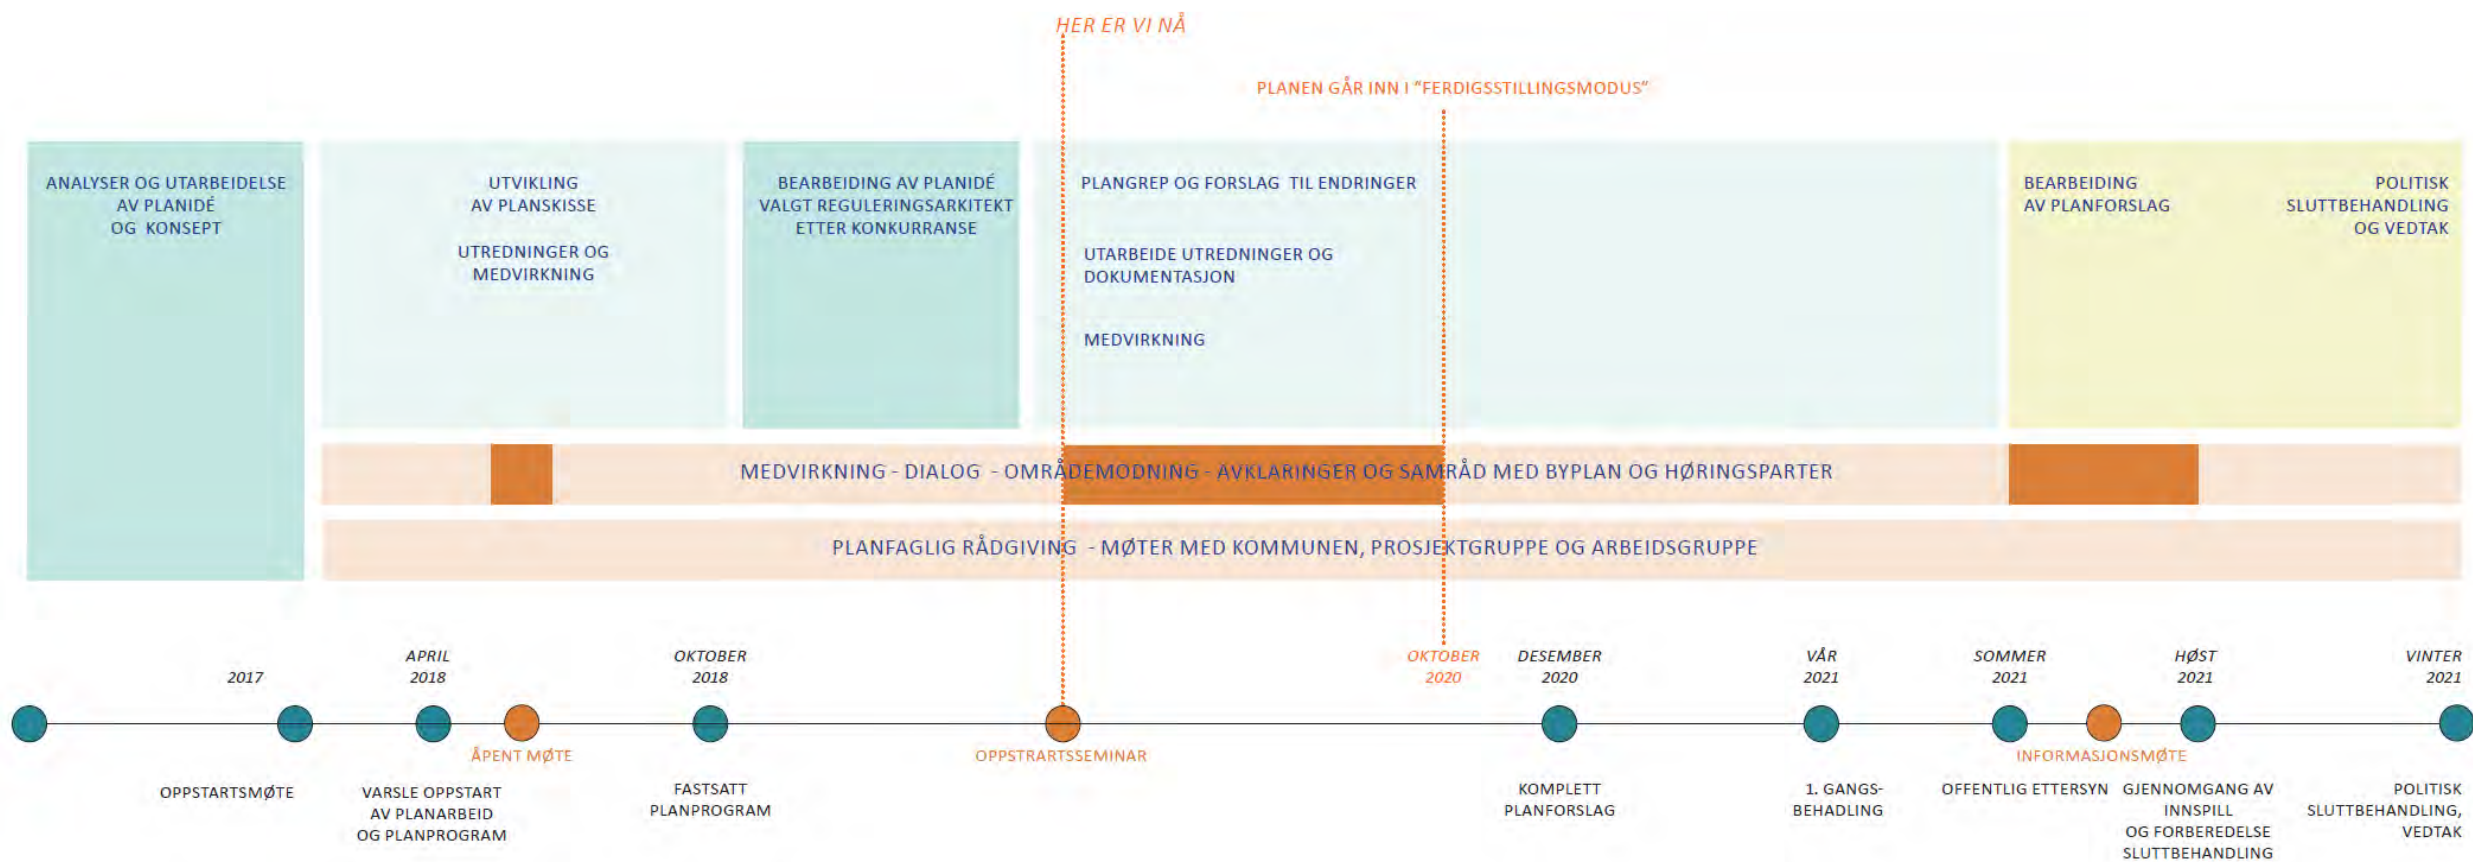 HER ER VI NÅ
PLANEN GÅR INN I “FERDIGSSTILLINGSMODUS”
ANALYSER OG UTARBEIDELSE
AV PLANIDÉ
OG KONSEPT
UTVIKLING
AV PLANSKISSE
UTREDNINGER OG
MEDVIRKNING
BEARBEIDING AV PLANIDÉ
VALGT REGULERINGSARKITEKT
ETTER KONKURRANSE
PLANGREP OG FORSLAG TIL ENDRINGER
UTARBEIDE UTREDNINGER OG
DOKUMENTASJON
MEDVIRKNING
BEARBEIDING
AV PLANFORSLAG
POLITISK
SLUTTBEHANDLING
OG VEDTAK
MEDVIRKNING - DIALOG - OMRÅDEMODNING - AVKLARINGER OG SAMRÅD MED BYPLAN OG HØRINGSPARTER
PLANFAGLIG RÅDGIVING - MØTER MED KOMMUNEN, PROSJEKTGRUPPE OG ARBEIDSGRUPPE
2017
APRIL
2018
OKTOBER
2018
OKTOBER
2020
DESEMBER
2020
VÅR
2021
SOMMER
2021
HØST
2021
VINTER
2021
ÅPENT MØTE
OPPSTRARTSSEMINAR
INFORMASJONSMØTE
OPPSTARTSMØTE
VARSLE OPPSTART
AV PLANARBEID
OG PLANPROGRAM
FASTSATT
PLANPROGRAM
KOMPLETT
PLANFORSLAG
1. GANGS-
BEHADLING
OFFENTLIG ETTERSYN
GJENNOMGANG AV
INNSPILL
OG FORBEREDELSE
SLUTTBEHANDLING
POLITISK
SLUTTBEHANDLING,
VEDTAK